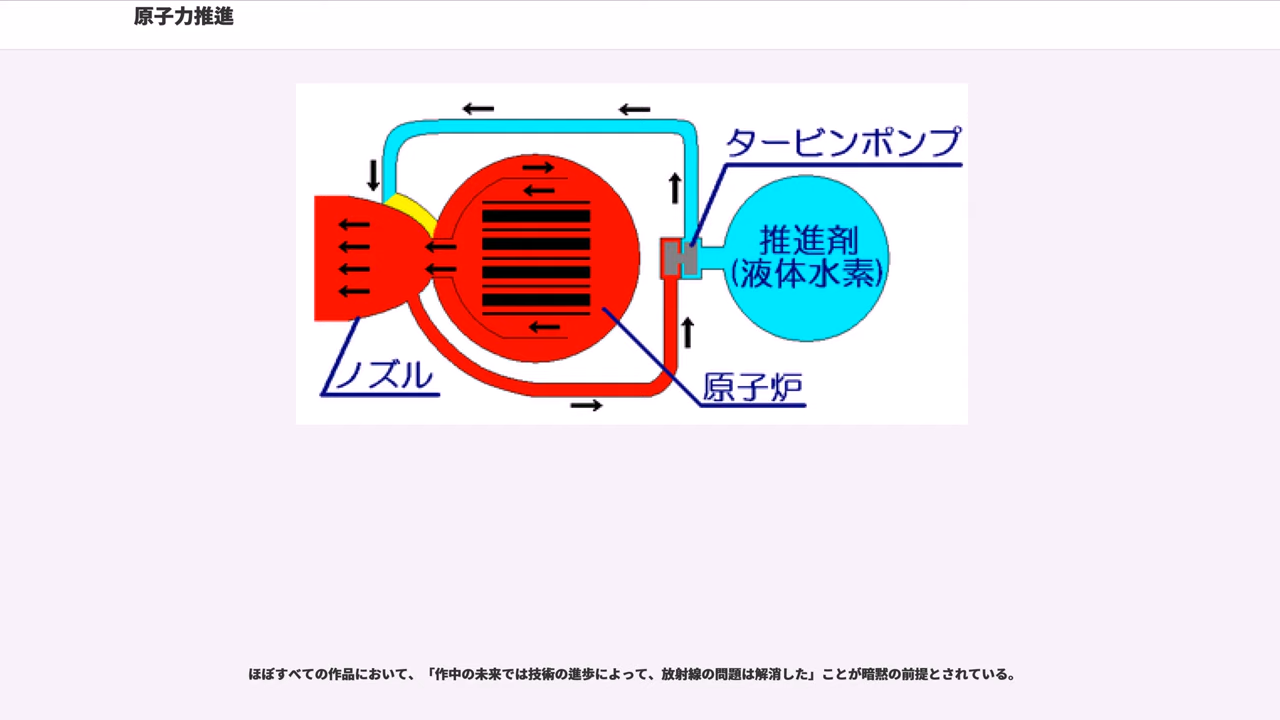 原子力推進
タービンポンプ
推進剤
(液体水素)
ノズル
原子炉
ほぼすべての作品において、「作中の未来では技術の進歩によって、放射線の問題は解消した」ことが暗黙の前提とされている。